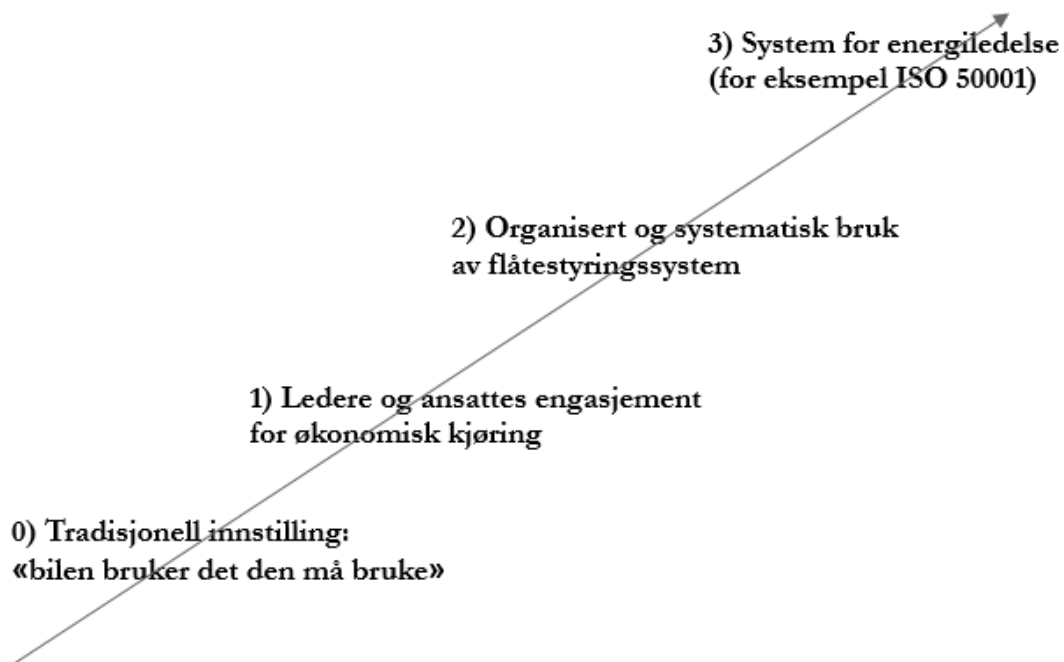 3) System for energiledelse
(for eksempel ISO 50001)
2) Organisert og systematisk bruk
av flåtestyringssystem
1) Ledere og ansattes engasjement
for økonomisk kjøring
0) Tradisjonell innstilling:
«bilen bruker det den må bruke»